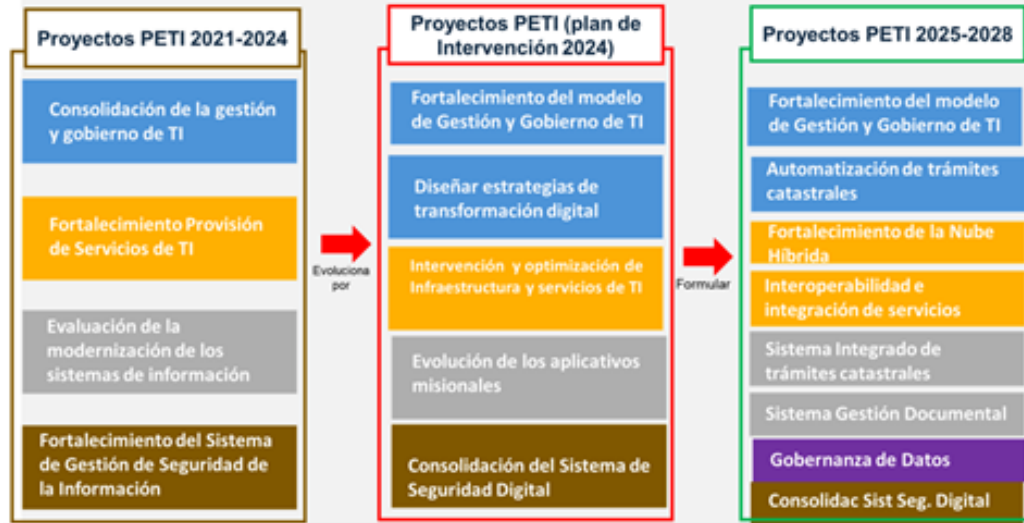 Proyectos PETI 2021-2024
Consolidación de la gestión
y gobierno de TI
Fortalecimiento Provisión
de Servicios de TI
Evaluación de la
modernización de los
sistemas de información
Fortalecimiento del Sistema
de Gestión de Seguridad de
la Información
Evoluciona
por
Proyectos PETI (plan de
Intervención 2024)
Fortalecimiento del modelo
de Gestión y Gobierno de TI
Diseñar estrategias de
transformación digital
Intervención y optimización de
Infraestructura y servicios de TI
Evolución de los aplicativos
misionales
Consolidación del Sistema de
Seguridad Digital
Formular
Proyectos PETI 2025-2028
Fortalecimiento del modelo
de Gestión y Gobierno de TI
Automatización de trámites
catastrales
Fortalecimiento de la Nube
Híbrida
Interoperabilidad e
integración de servicios
Sistema Integrado de
trámites catastrales
Sistema Gestión Documental
Gobernanza de Datos
Consolidac Sist Seg. Digital